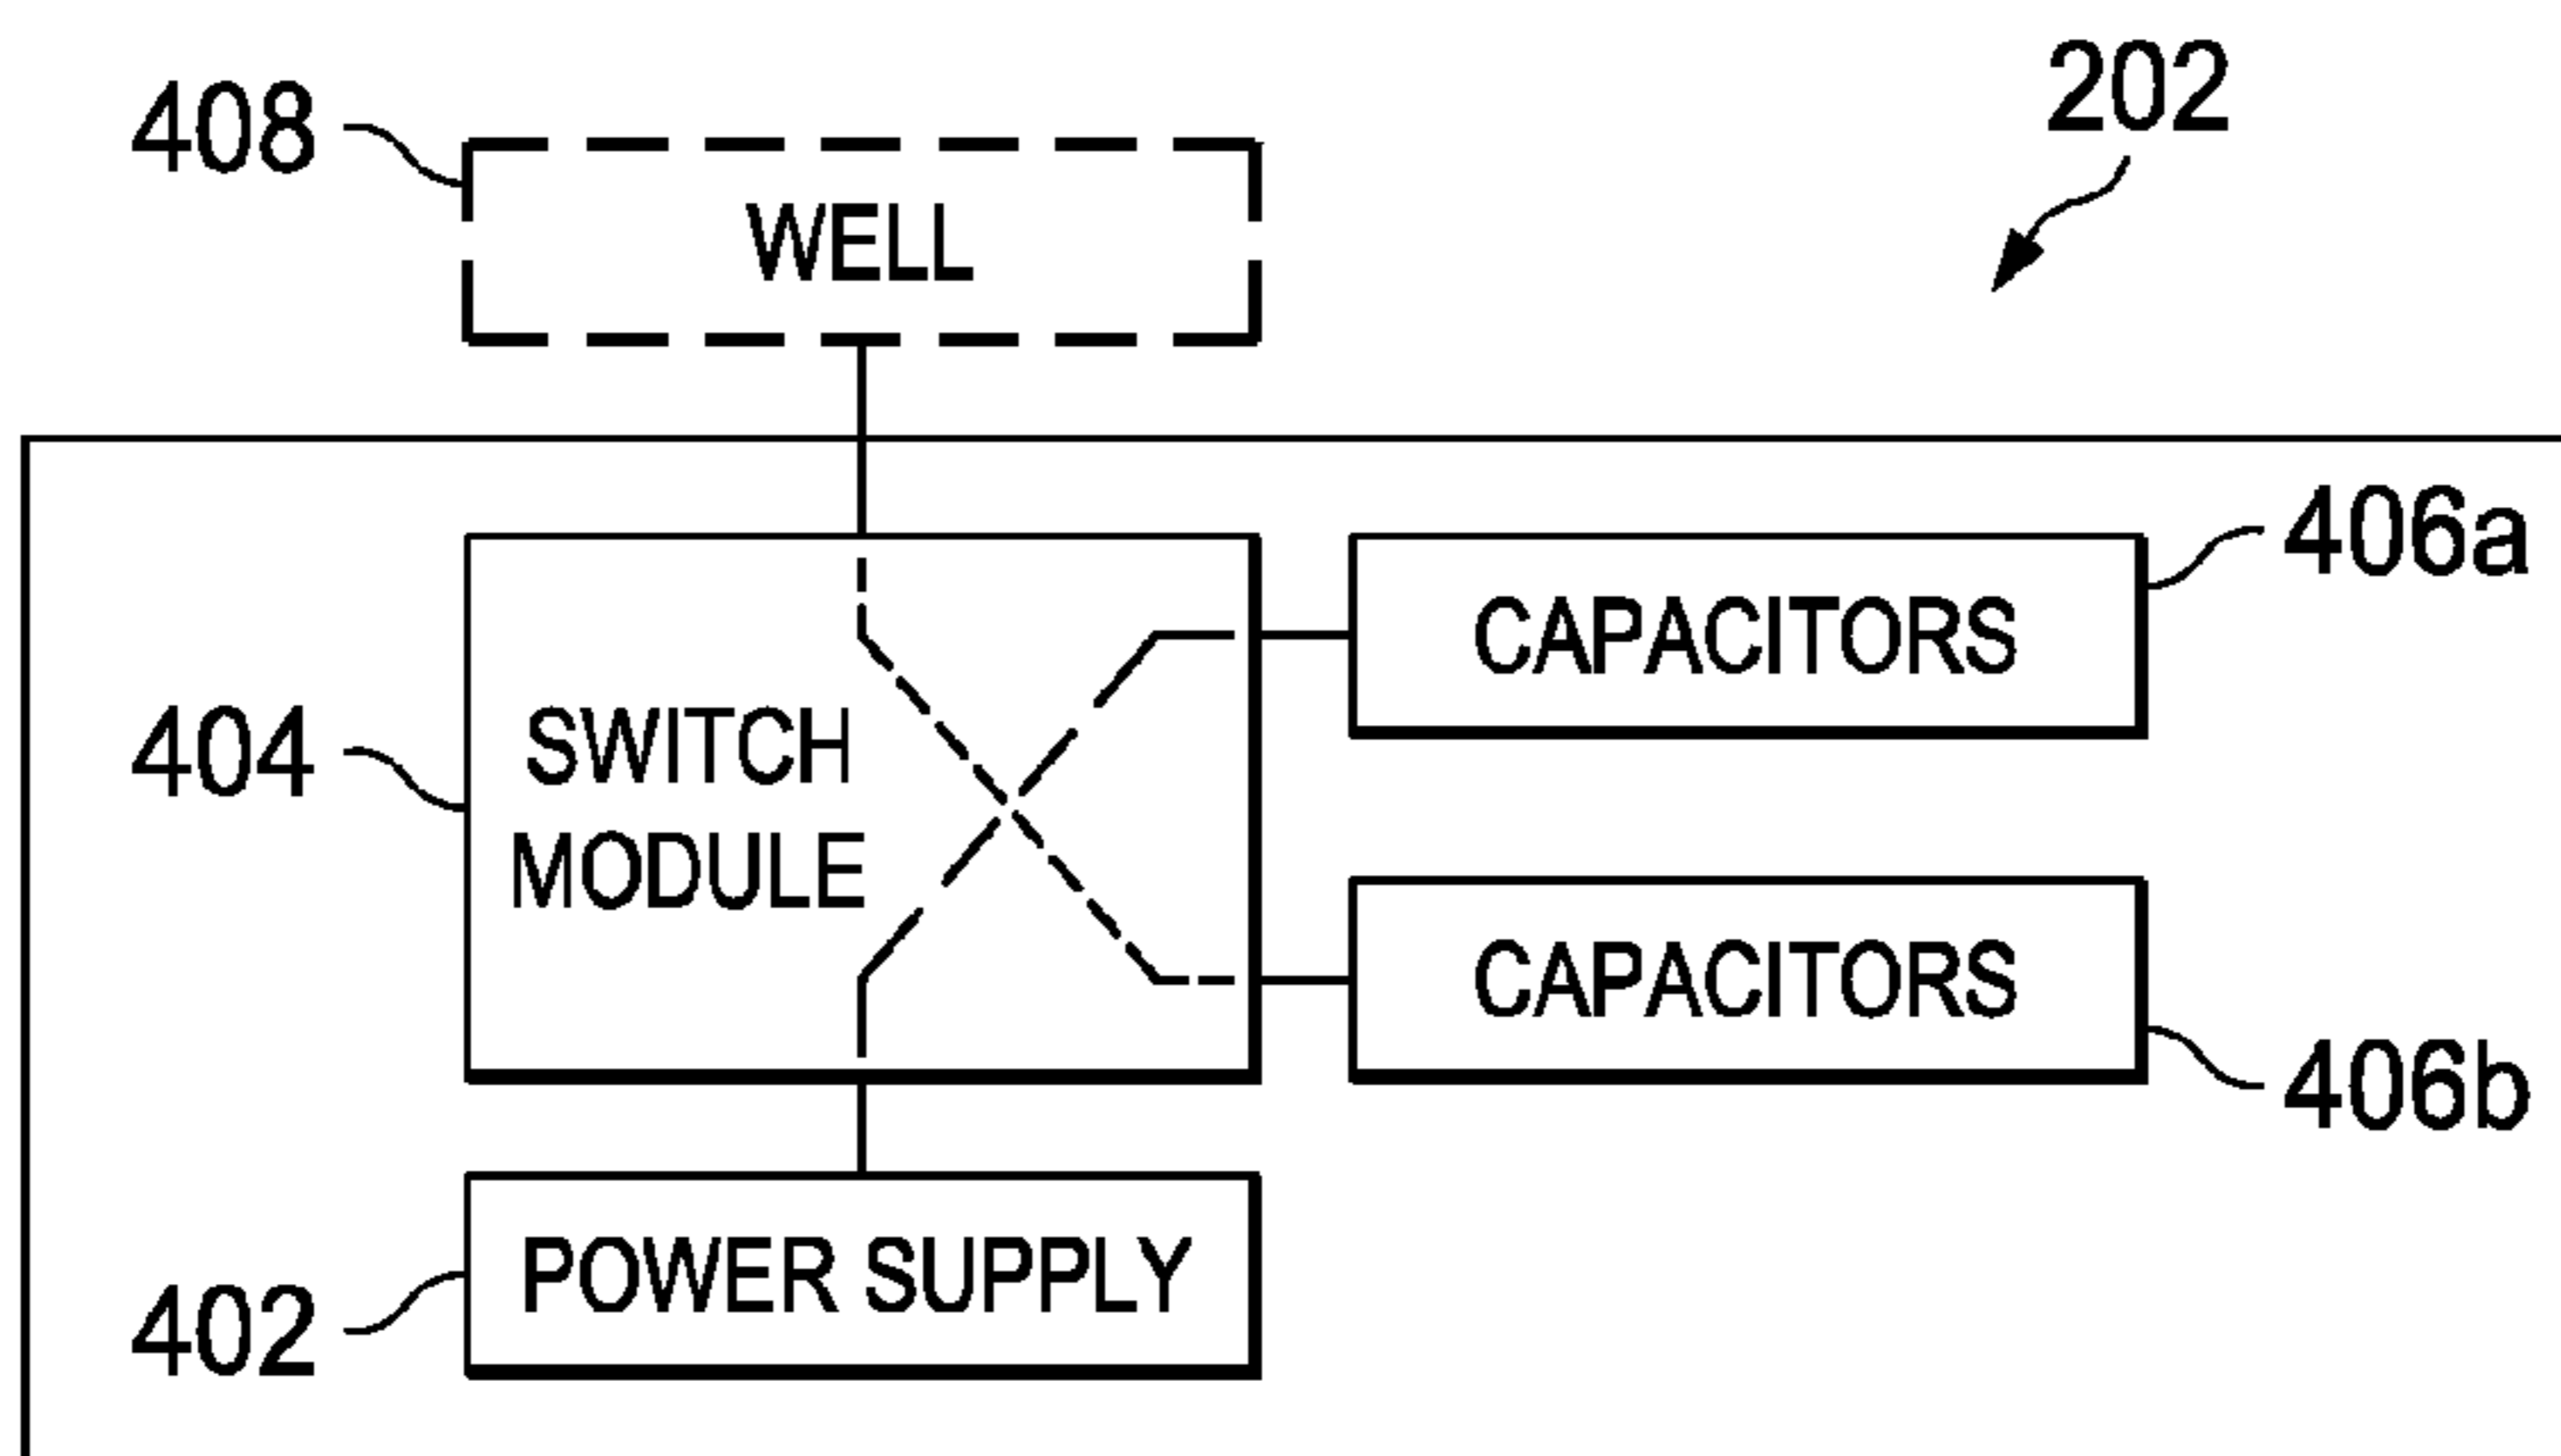 202
408
WELL
406a
CAPACITORS
404
SWITCH
MODULE
CAPACITORS
406b
402
POWER SUPPLY